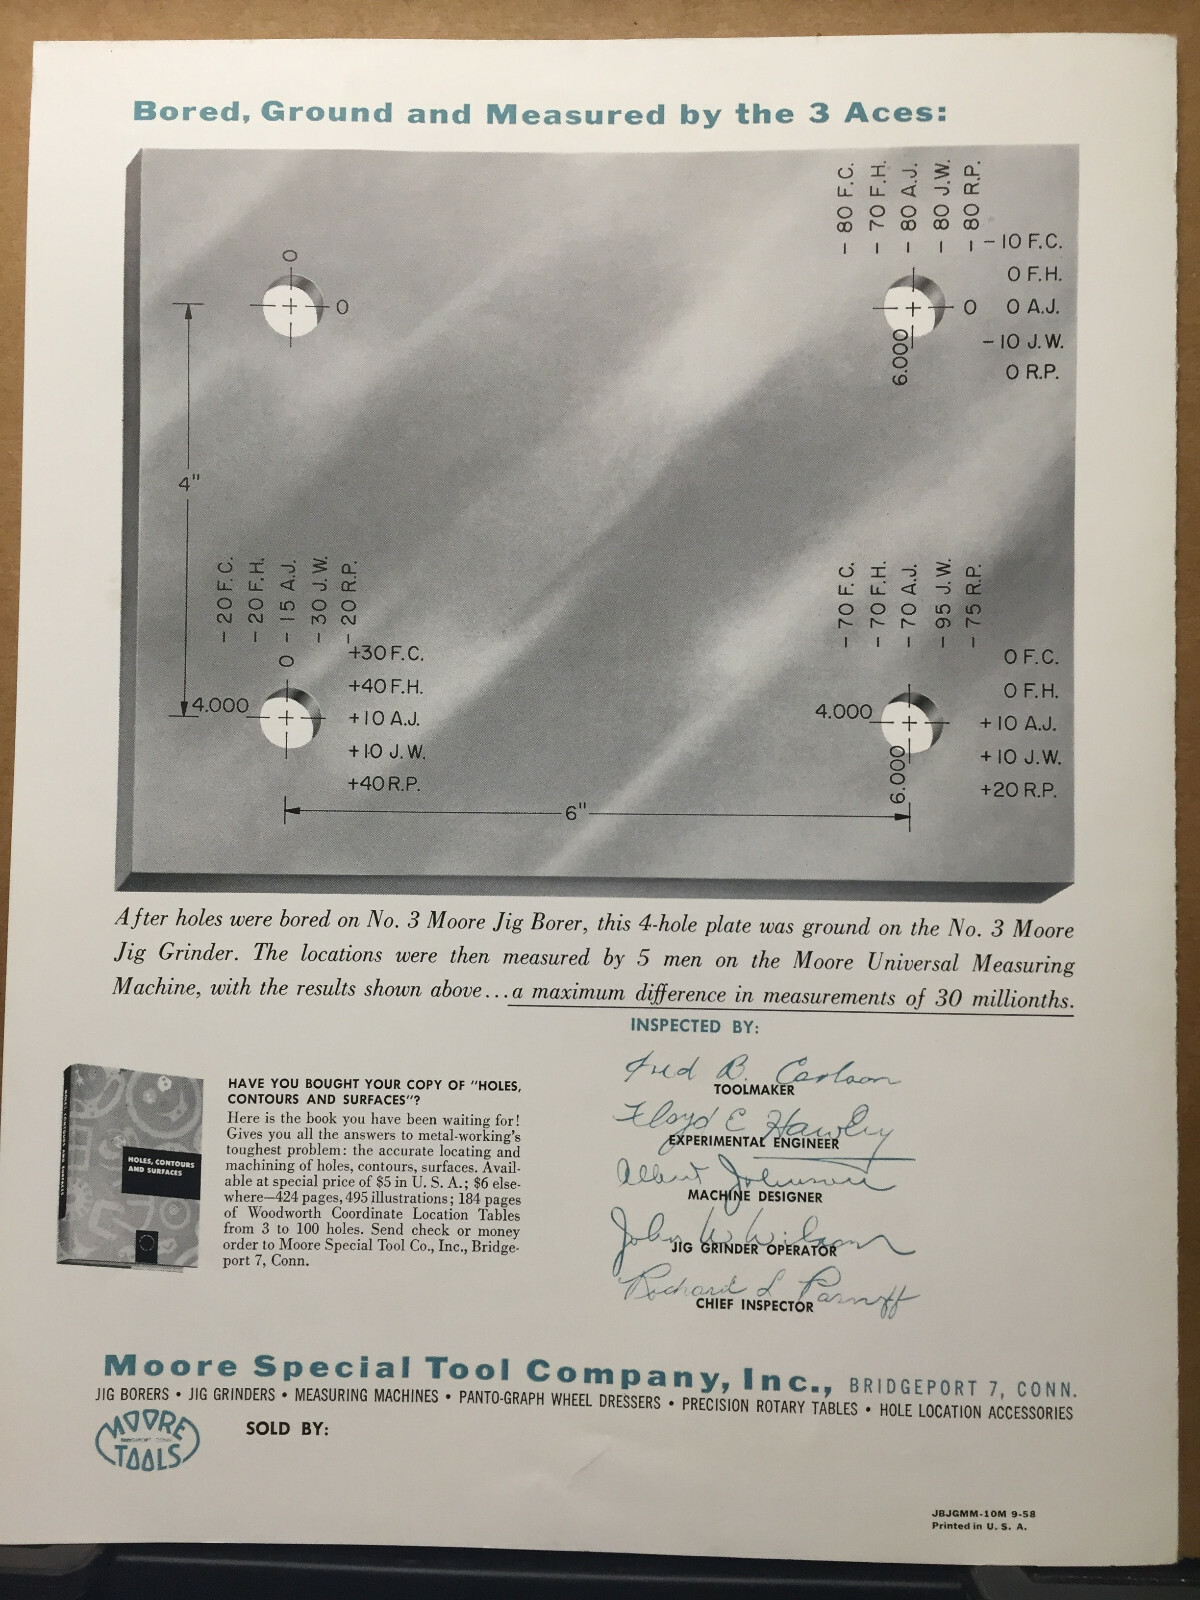 Bored, Ground and Measured by the 3 Aces:
- 80 F.C.
- 70 F.H.
- 80 A.J.
- 80 J.W.
- 80 R.P.
- 10 F.C.
0 F.H.
0 A.J.
- 10 J.W.
0 R.P.
0
0
0
6.000
4"
- 20 F.C.
- 20 F.H.
- 15 A.J.
- 30 J.W.
- 20 R.P.
0
+30 F.C.
+40 F.H.
+10 A.J.
+10 J.W.
+40 R.P.
4.000
- 70 F.C.
- 70 F.H.
- 70 A.J.
- 95 J.W.
- 75 R.P.
0 F.C.
0 F.H.
+10 A.J.
+10 J.W.
+20 R.P.
4.000
6.000
6"
After holes were bored on No. 3 Moore Jig Borer, this 4-hole plate was ground on the No. 3 Moore
Jig Grinder. The locations were then measured by 5 men on the Moore Universal Measuring
Machine, with the results shown above...a maximum difference in measurements of 30 millionths.
INSPECTED BY:
Fred B. Carlson
TOOLMAKER
Floyd E Hawley
EXPERIMENTAL ENGINEER
Albert Johnson
MACHINE DESIGNER
John W Wilson
JIG GRINDER OPERATOR
Richard L
CHIEF INSPECTOR
HOLES, CONTOURS
AND SURFACES
HAVE YOU BOUGHT YOUR COPY OF "HOLES,
CONTOURS AND SURFACES"?
Here is the book you have been waiting for!
Gives you all the answers to metal-working's
toughest problem: the accurate locating and
machining of holes, contours, surfaces. Avail-
able at special price of $5 in U. S. A.; $6 else-
where—424 pages, 495 illustrations; 184 pages
of Woodworth Coordinate Location Tables
from 3 to 100 holes. Send check or money
order to Moore Special Tool Co., Inc., Bridge-
port 7, Conn.
Moore Special Tool Company, Inc., BRIDGEPORT 7, CONN.
JIG BORERS • JIG GRINDERS • MEASURING MACHINES • PANTO-GRAPH WHEEL DRESSERS • PRECISION ROTARY TABLES • HOLE LOCATION ACCESSORIES
MOORE
TOOLS
SOLD BY:
JBJGMM-10M 9-58
Printed in U. S. A.